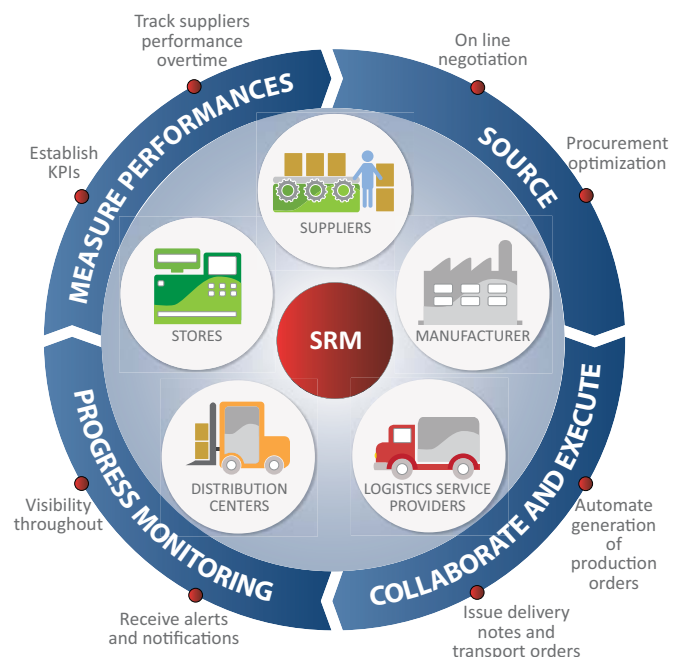 Track suppliers
performance
overtime
On line
negotiation
Establish
KPIs
Procurement
optimization
MEASURE PERFORMANCES
SOURCE
SUPPLIERS
STORES
SRM
MANUFACTURER
DISTRIBUTION
CENTERS
LOGISTICS SERVICE
PROVIDERS
PROGRESS MONITORING
COLLABORATE AND EXECUTE
Visibility
throughout
Automate
generation
of
production
orders
Receive alerts
and notifications
Issue delivery
notes and
transport orders